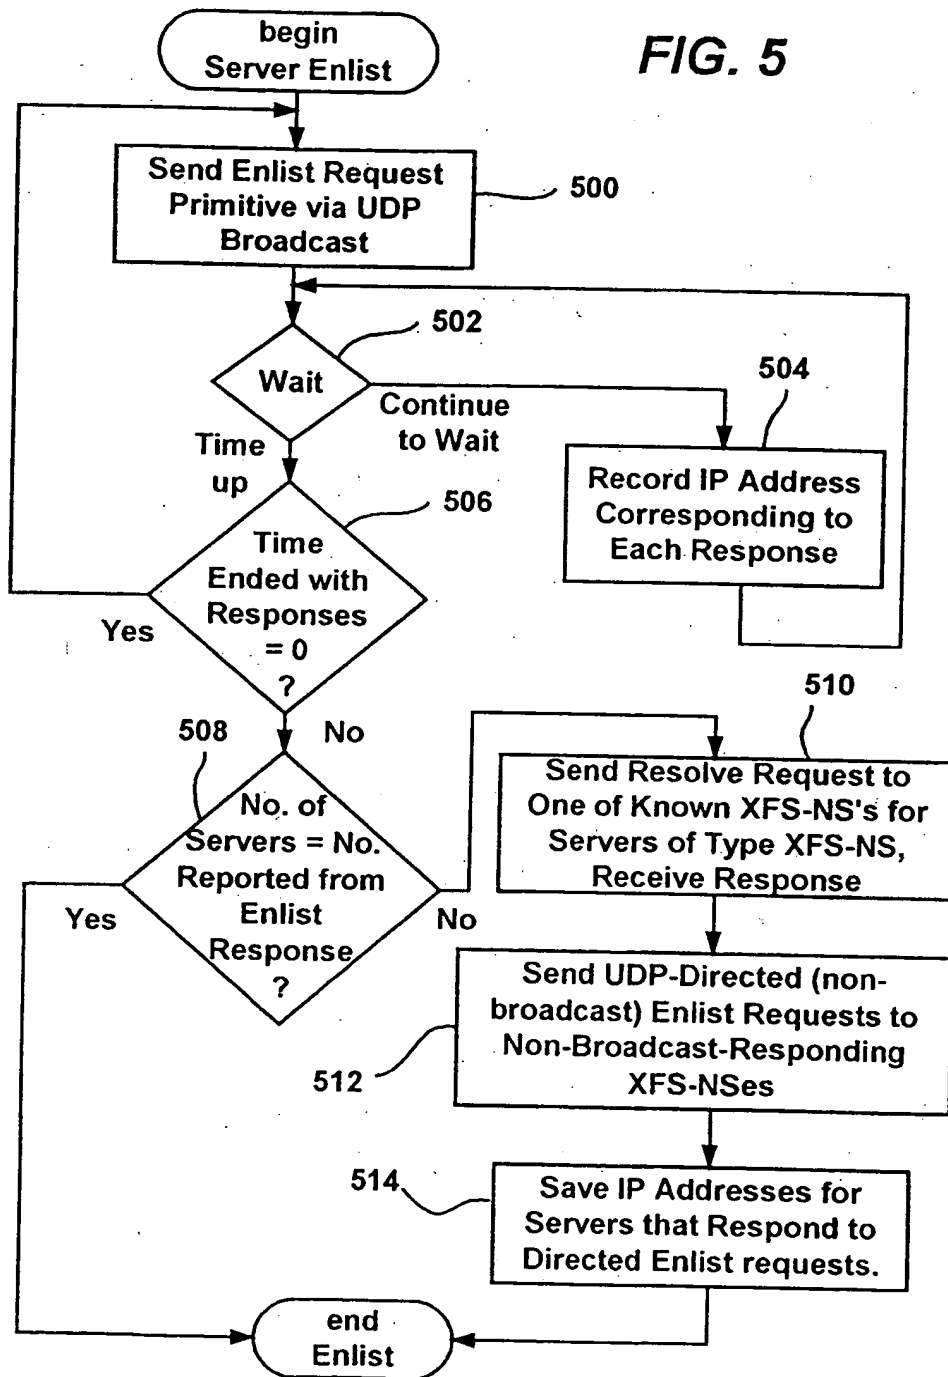 begin
Server Enlist
FIG. 5
Send Enlist Request
Primitive via UDP
Broadcast
500
502
Wait
Continue
to Wait
504
Time
up
Record IP Address
Corresponding to
Each Response
506
Time
Ended with
Responses
= 0
?
Yes
No
508
510
No. of
Servers = No.
Reported from
Enlist
Response
?
Yes
No
Send Resolve Request to
One of Known XFS-NS's for
Servers of Type XFS-NS,
Receive Response
Send UDP-Directed (non-
broadcast) Enlist Requests to
Non-Broadcast-Responding
XFS-NSes
512
514
Save IP Addresses for
Servers that Respond to
Directed Enlist requests.
end
Enlist